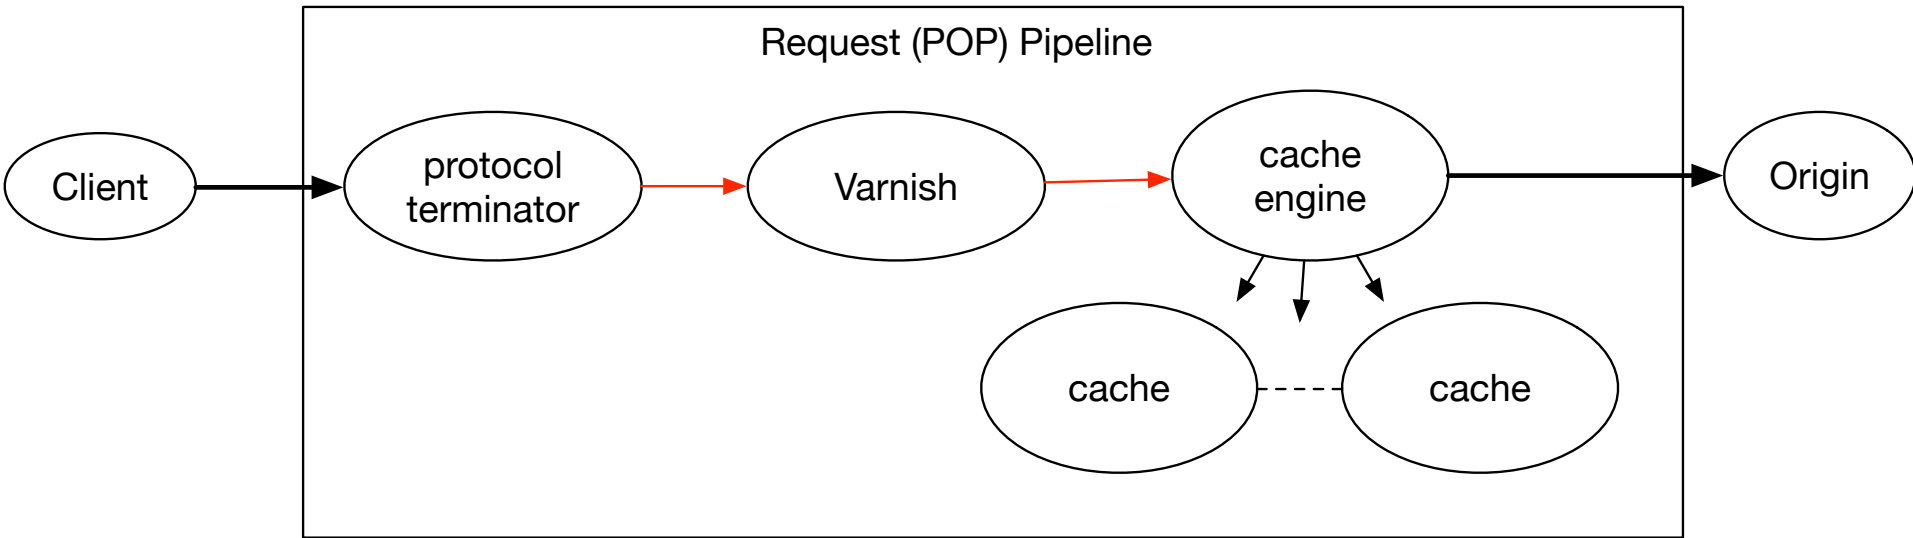 Request (POP) Pipeline
Client
protocol
terminator
Varnish
cache
engine
Origin
cache
cache